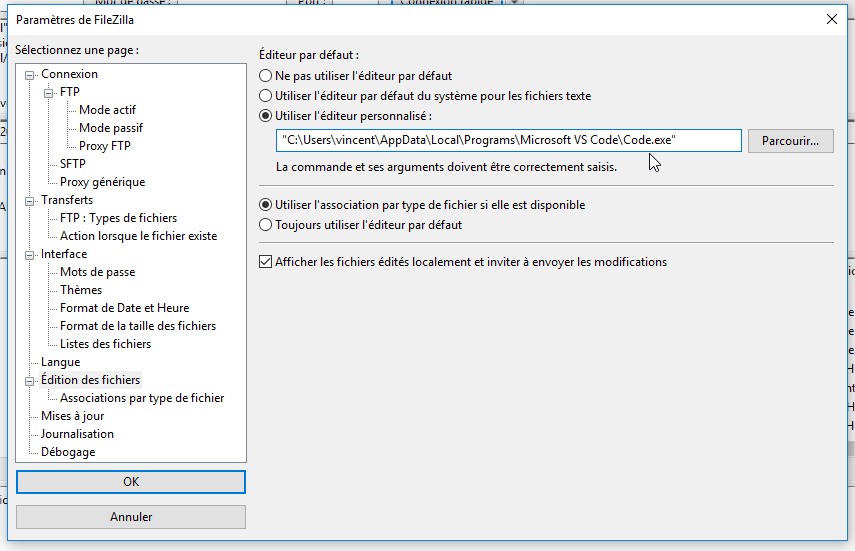 Mot de passe :
Port :
Connexion rapide
Paramètres de FileZilla
Sélectionnez une page :
Connexion
FTP
Mode actif
Mode passif
Proxy FTP
SFTP
Proxy générique
Transferts
FTP : Types de fichiers
Action lorsque le fichier existe
Interface
Mots de passe
Thèmes
Format de Date et Heure
Format de la taille des fichiers
Listes des fichiers
Langue
Édition des fichiers
Associations par type de fichier
Mises à jour
Journalisation
Débogage
OK
Annuler
Éditeur par défaut :
Ne pas utiliser l'éditeur par défaut
Utiliser l'éditeur par défaut du système pour les fichiers texte
Utiliser l'éditeur personnalisé :
"C:\Users\vincent\AppData\Local\Programs\Microsoft VS Code\Code.exe"
Parcourir...
La commande et ses arguments doivent être correctement saisis.
Utiliser l'association par type de fichier si elle est disponible
Toujours utiliser l'éditeur par défaut
Afficher les fichiers édités localement et inviter à envoyer les modifications